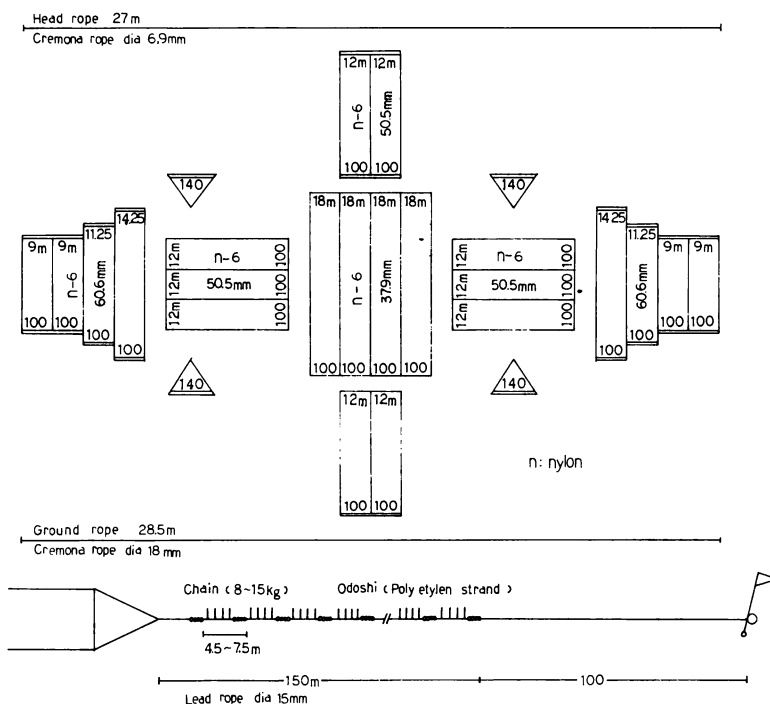 Head rope 27m
Cremona rope dia 6.9mm
12m 12m
n-6 50.5mm
100 100
140 140
18m 18m 18m 18m
n-6 37.9mm
100 100 100 100
9m 9m 11.25 14.25
n-6 60.6mm
100 100 100 100
12m n-6 100
12m 50.5mm 100
12m 100
12m n-6 100
12m 50.5mm 100
12m 100
14.25 11.25 9m 9m
60.6mm
100 100 100 100
140 140
12m 12m
100 100
n: nylon
Ground rope 28.5m
Cremona rope dia 18mm
Chain (8~15kg) Odoshi (Poly etylen strand)
4.5~7.5m
150m 100
Lead rope dia 15mm